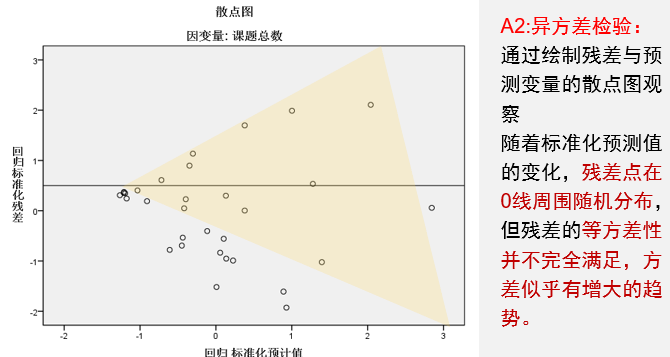 散点图
因变量: 课题总数
回归标准化残差
3
2
1
0
-1
-2
-2
-1
0
1
2
3
回归 标准化预计值
A2:异方差检验：
通过绘制残差与预
测变量的散点图观
察
随着标准化预测值
的变化，残差点在
0线周围随机分布，
但残差的等方差性
并不完全满足，方
差似乎有增大的趋
势。